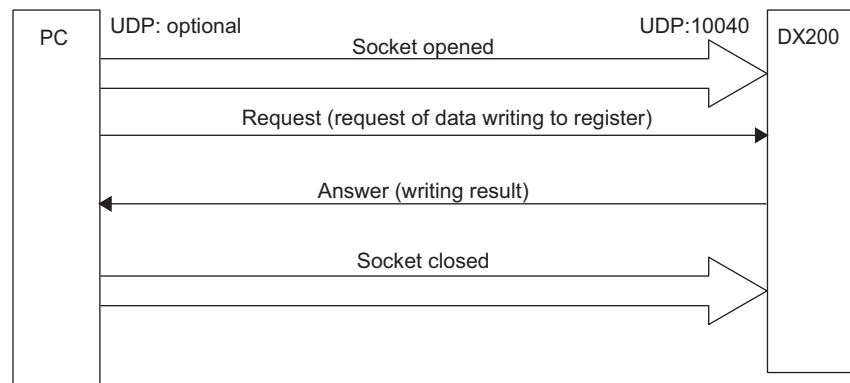 PC
UDP: optional
UDP:10040
DX200
Socket opened
Request (request of data writing to register)
Answer (writing result)
Socket closed